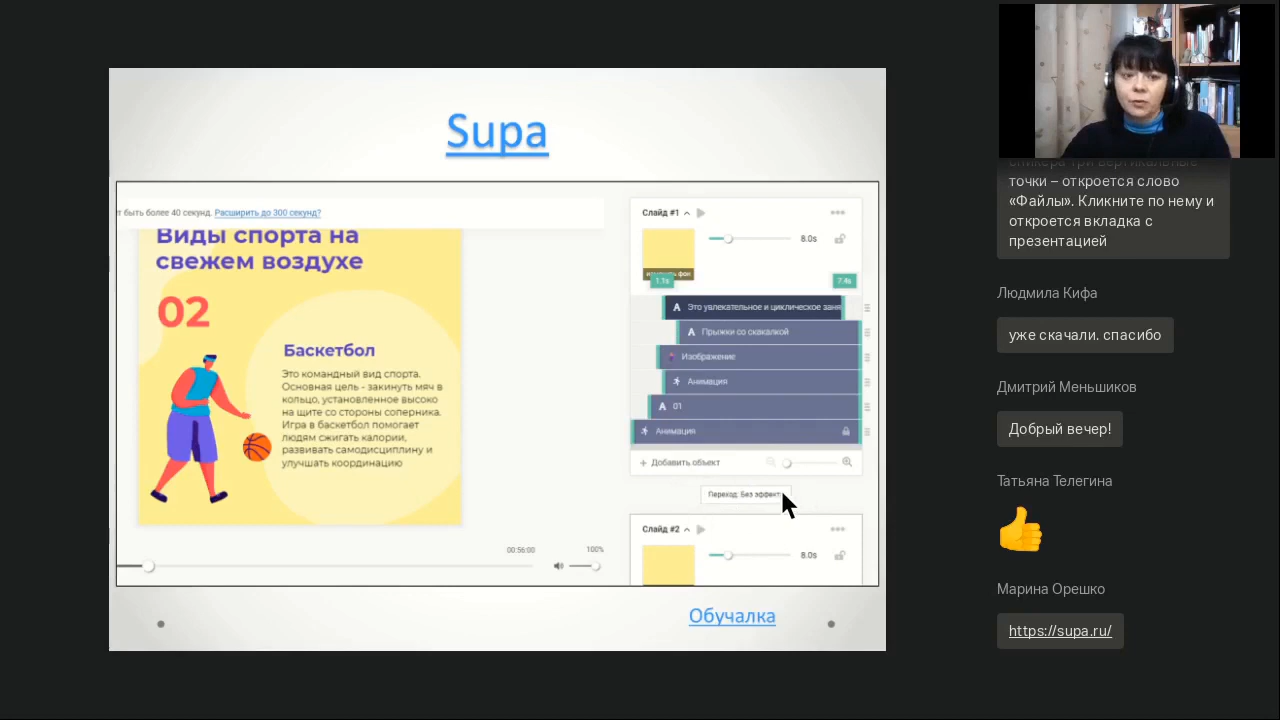 Supa
т быть более 40 секунд. Расширить до 300 секунд?
Виды спорта на
свежем воздухе
02
Баскетбол
Это командный вид спорта.
Основная цель - закинуть мяч в
кольцо, установленное высоко
на щите со стороны соперника.
Игра в баскетбол помогает
людям сжигать калории,
развивать самодисциплину и
улучшать координацию
00:56:00
100%
Слайд #1
8.0s
изменить фон
1.1s
7.4s
Это увлекательное и циклическое заня
Прыжки со скакалкой
Изображение
Анимация
01
Анимация
+ Добавить объект
Переход: Без эффект
Слайд #2
8.0s
Обучалка
спикера три вертикальные
точки – откроется слово
«Файлы». Кликните по нему и
откроется вкладка с
презентацией
Людмила Кифа
уже скачали. спасибо
Дмитрий Меньшиков
Добрый вечер!
Татьяна Телегина
Марина Орешко
https://supa.ru/